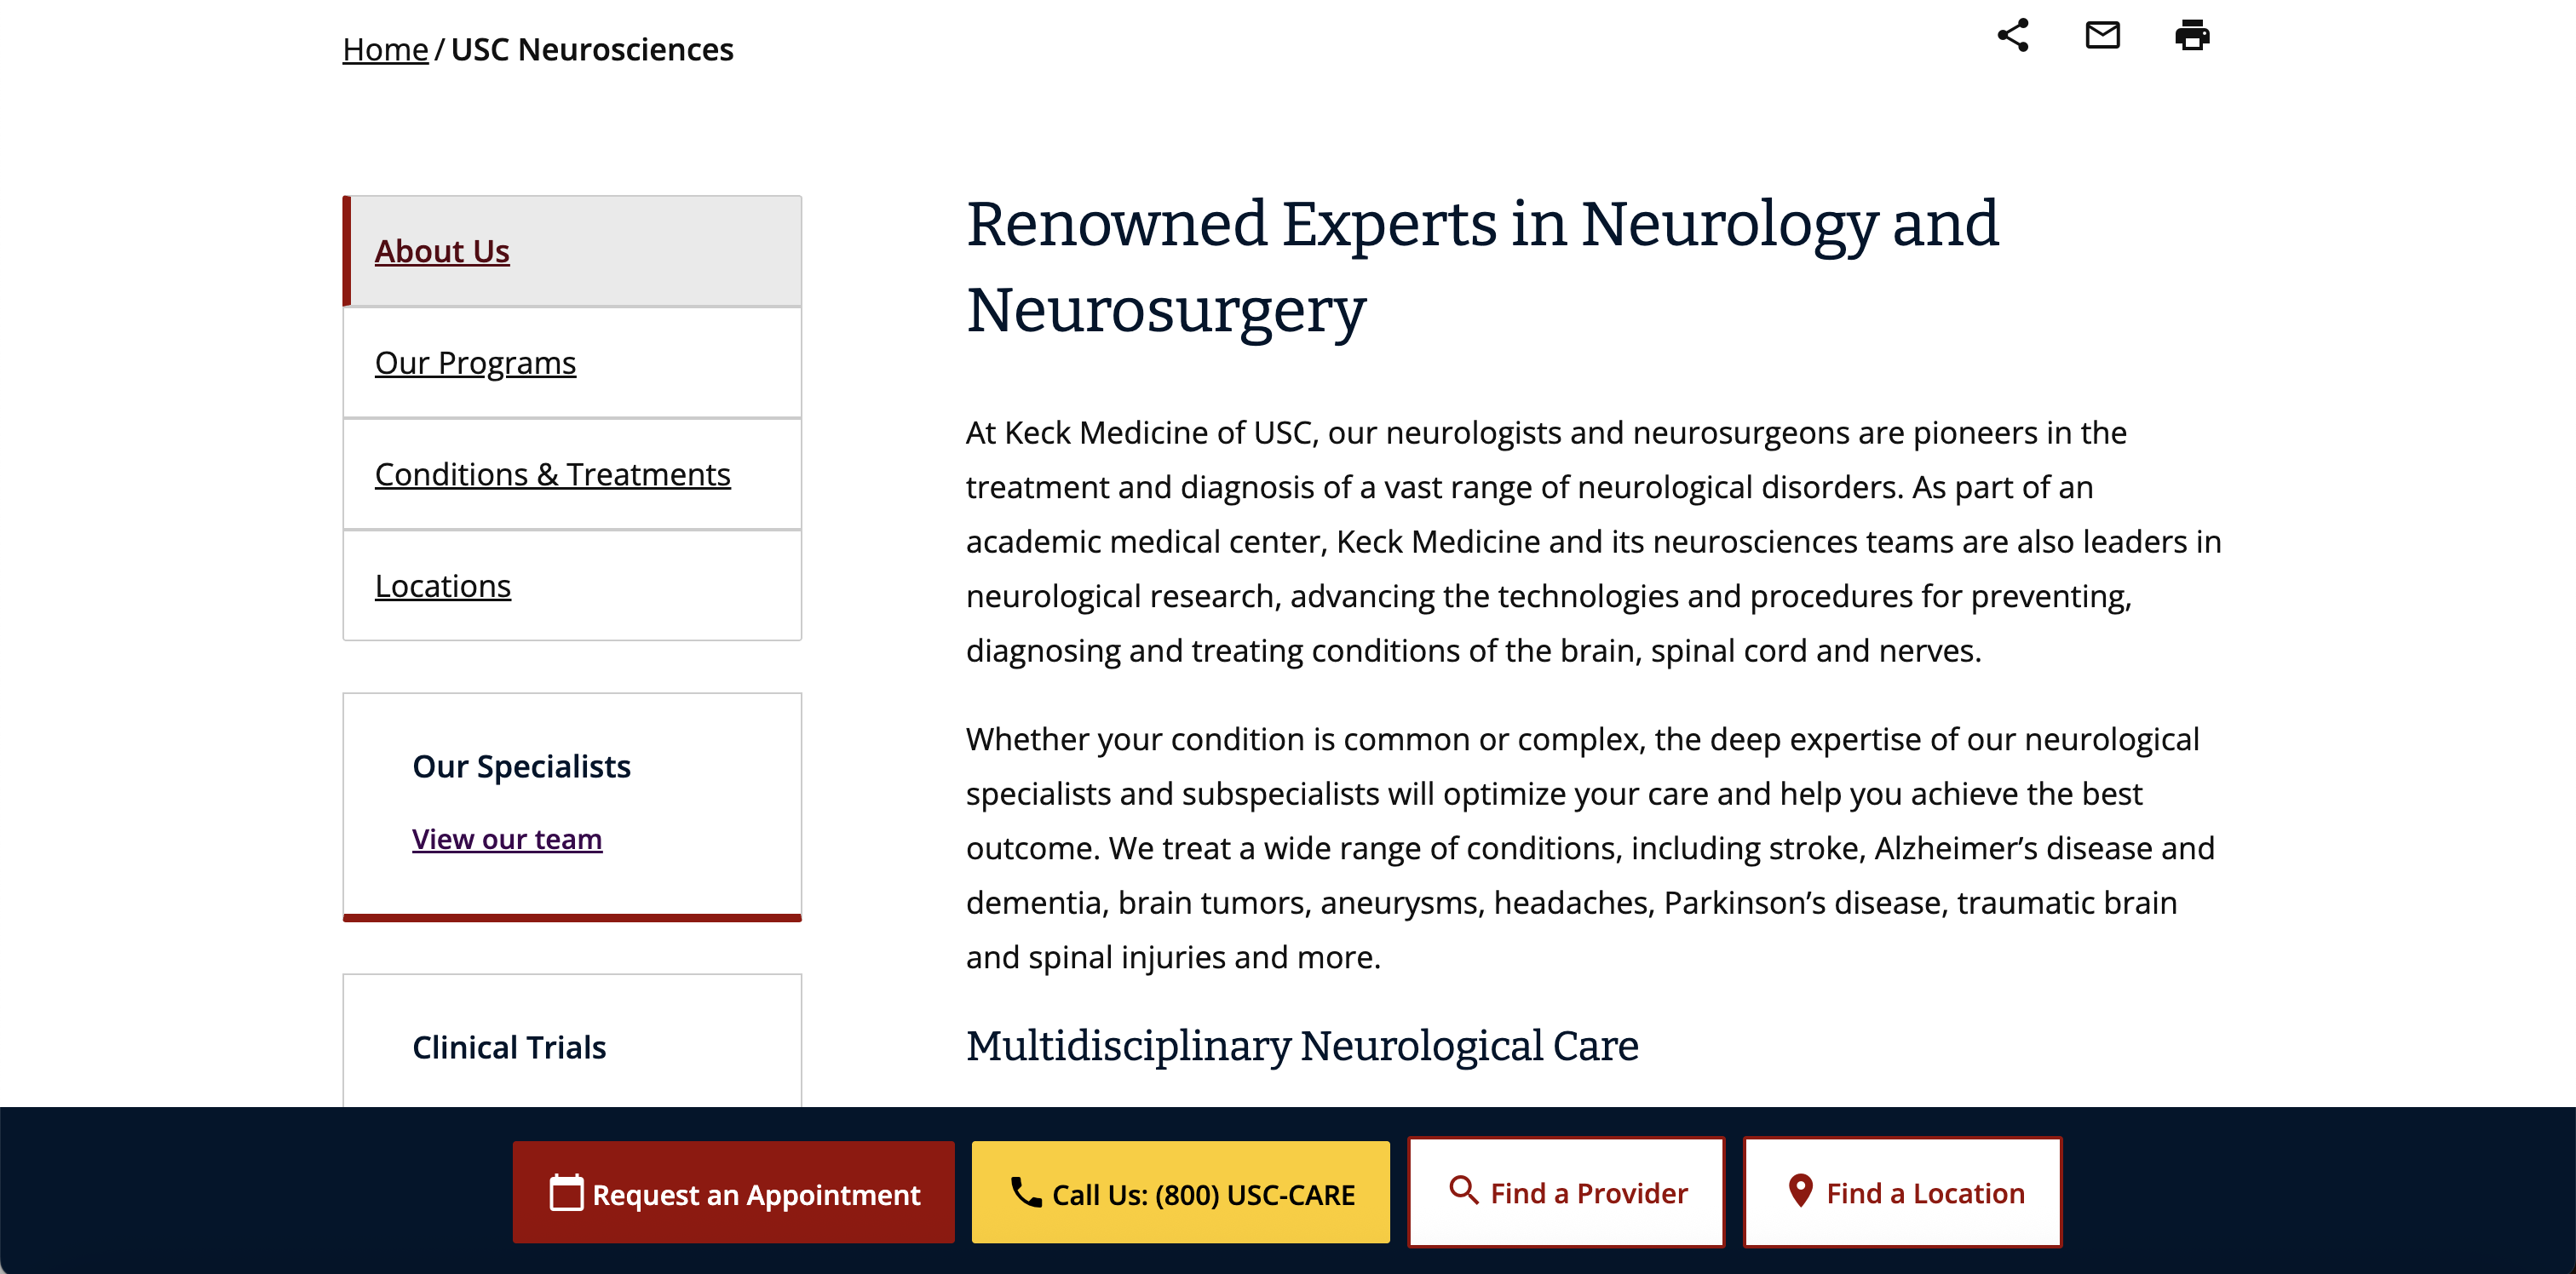 Home / USC Neurosciences
About Us
Our Programs
Conditions & Treatments
Locations
Our Specialists
View our team
Clinical Trials
Renowned Experts in Neurology and
Neurosurgery
At Keck Medicine of USC, our neurologists and neurosurgeons are pioneers in the
treatment and diagnosis of a vast range of neurological disorders. As part of an
academic medical center, Keck Medicine and its neurosciences teams are also leaders in
neurological research, advancing the technologies and procedures for preventing,
diagnosing and treating conditions of the brain, spinal cord and nerves.
Whether your condition is common or complex, the deep expertise of our neurological
specialists and subspecialists will optimize your care and help you achieve the best
outcome. We treat a wide range of conditions, including stroke, Alzheimer’s disease and
dementia, brain tumors, aneurysms, headaches, Parkinson’s disease, traumatic brain
and spinal injuries and more.
Multidisciplinary Neurological Care
Request an Appointment
Call Us: (800) USC-CARE
Find a Provider
Find a Location